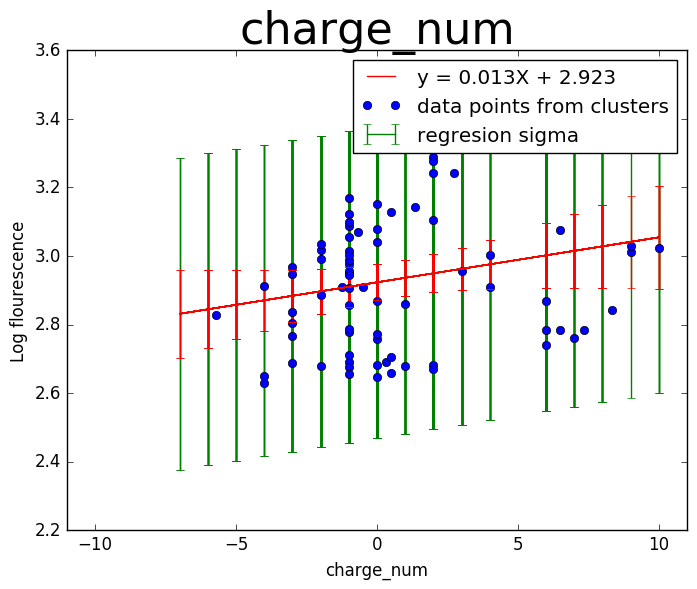 charge_num
3.6
3.4
3.2
3.0
2.8
2.6
2.4
2.2
Log flourescence
y = 0.013X + 2.923
data points from clusters
regresion sigma
−10
−5
0
5
10
charge_num